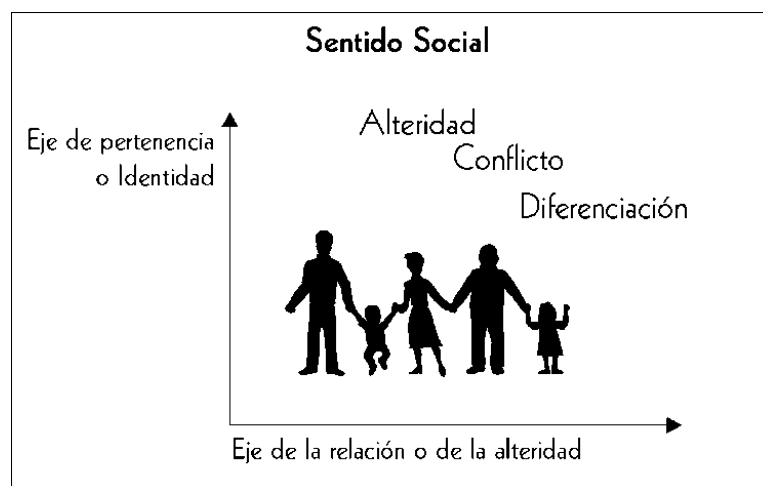 Sentido Social
Eje de pertenencia
o Identidad
Alteridad
Conflicto
Diferenciación
Eje de la relación o de la alteridad